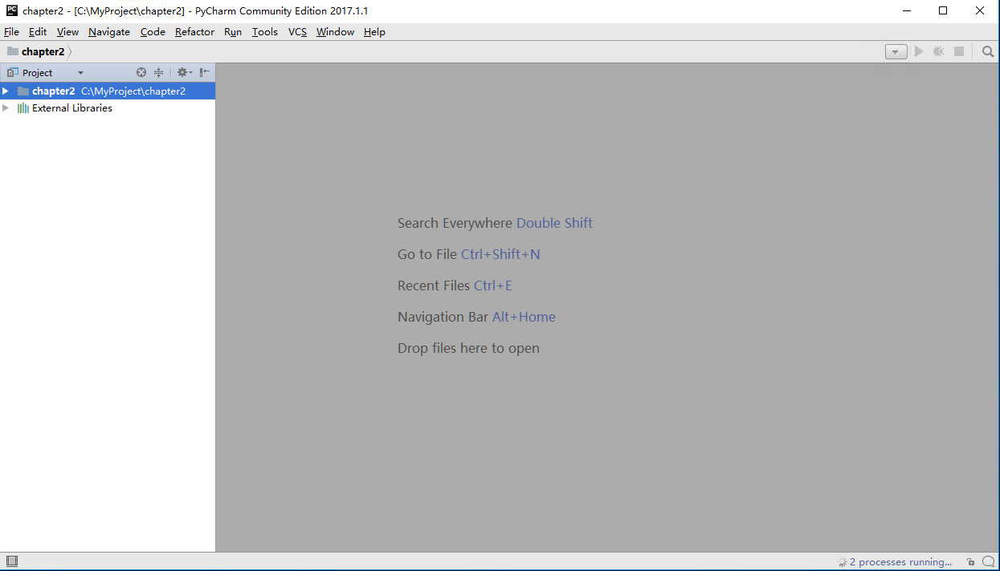 PC chapter2 - [C:\MyProject\chapter2] - PyCharm Community Edition 2017.1.1
File Edit View Navigate Code Refactor Run Tools VCS Window Help
chapter2
Project
chapter2 C:\MyProject\chapter2
External Libraries
Search Everywhere Double Shift
Go to File Ctrl+Shift+N
Recent Files Ctrl+E
Navigation Bar Alt+Home
Drop files here to open
2 processes running...